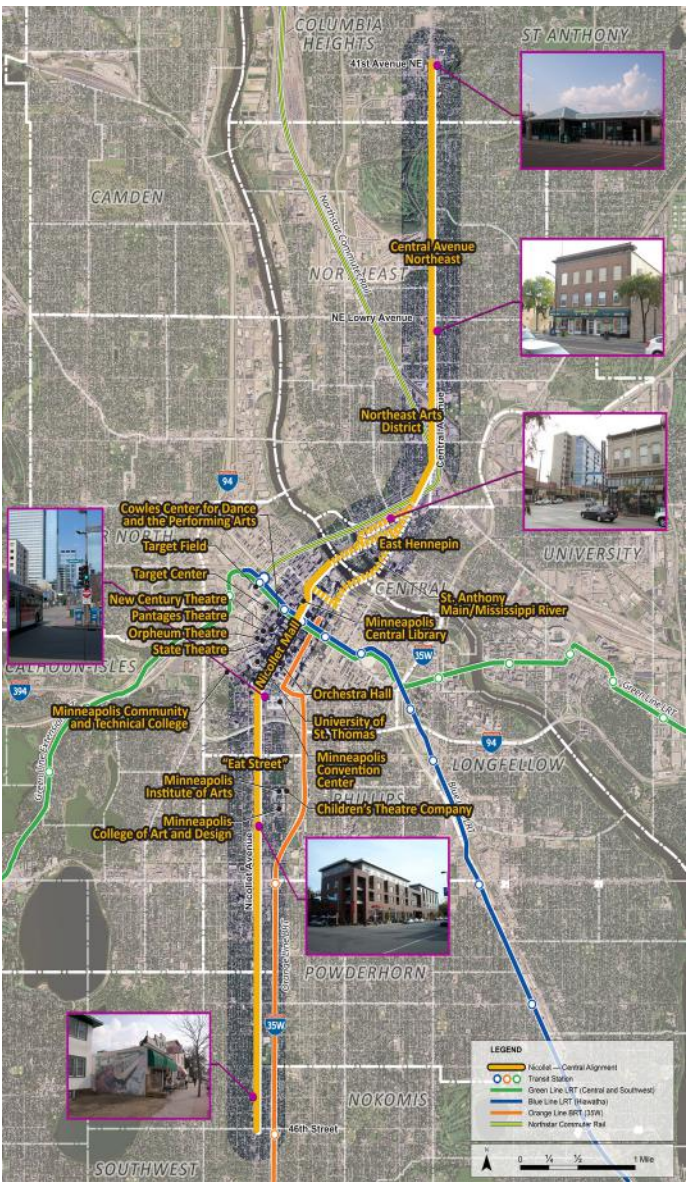 COLUMBIA
HEIGHTS
ST ANTHONY
41st Avenue NE
CAMDEN
Northstar Commuter Rail
Central Avenue
Northeast
NORTHEAST
NE Lowry Avenue
Northeast Arts
District
Central Avenue
94
Cowles Center for Dance
and the Performing Arts
Target Field
East Hennepin
UNIVERSITY
Target Center
CENTRAL
New Century Theatre
Pantages Theatre
Orpheum Theatre
State Theatre
St. Anthony
Main/Mississippi River
Minneapolis
Central Library
35W
Nicollet Mall
CALHOUN-ISLES
394
Green Line LRT
Orchestra Hall
Minneapolis Community
and Technical College
University of
St. Thomas
94
"Eat Street"
Minneapolis
Convention
Center
LONGFELLOW
Minneapolis
Institute of Arts
PHILLIPS
Children's Theatre Company
Minneapolis
College of Art and Design
Nicollet Avenue
POWDERHORN
35W
NOKOMIS
46th Street
SOUTHWEST
LEGEND
Nicollet — Central Alignment
Transit Station
Green Line LRT (Central and Southwest)
Blue Line LRT (Hiawatha)
Orange Line BRT (35W)
Northstar Commuter Rail
N
0 ¼ ½ 1 Mile